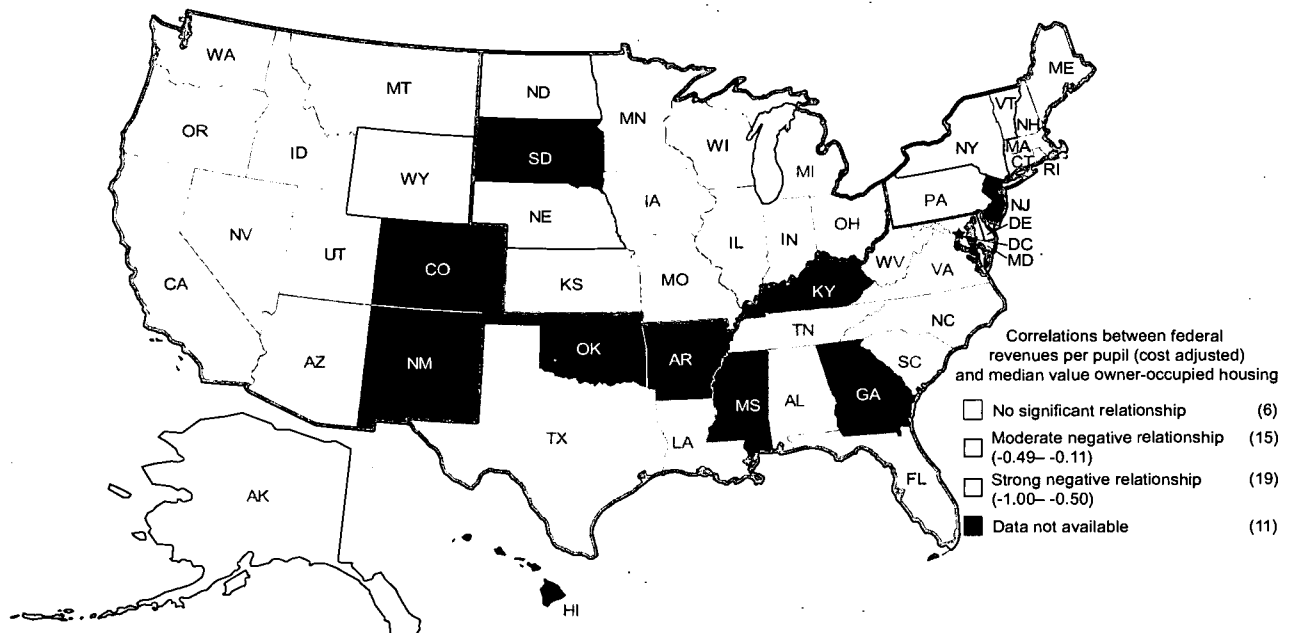 WA
MT
ND
MN
ME
VT
NH
OR
ID
SD
WI
NY
MA
CT
RI
WY
MI
IA
PA
NJ
NE
OH
DE
NV
UT
IL
IN
DC
CO
WV
MD
CA
KS
MO
KY
VA
TN
NC
AZ
NM
OK
AR
SC
MS
AL
GA
TX
LA
FL
AK
HI
Correlations between federal
revenues per pupil (cost adjusted)
and median value owner-occupied housing
No significant relationship (6)
Moderate negative relationship (15)
(-0.49– -0.11)
Strong negative relationship (19)
(-1.00– -0.50)
Data not available (11)